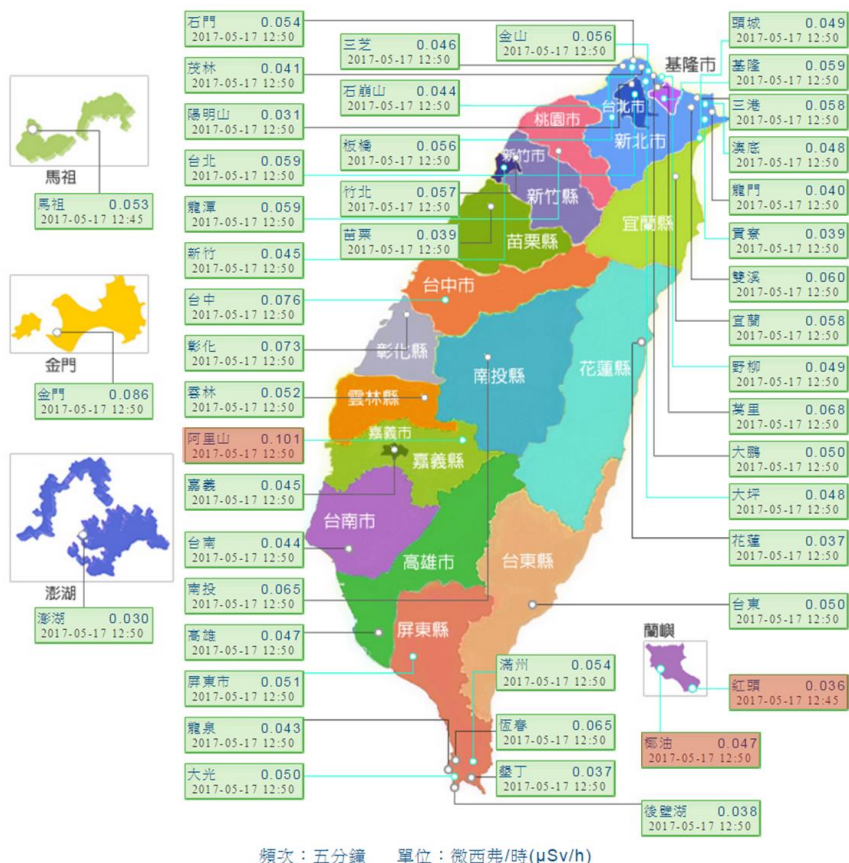 石門 0.054
2017-05-17 12:50
茂林 0.041
2017-05-17 12:50
陽明山 0.031
2017-05-17 12:50
台北 0.059
2017-05-17 12:50
龍潭 0.059
2017-05-17 12:50
新竹 0.045
2017-05-17 12:50
台中 0.076
2017-05-17 12:50
彰化 0.073
2017-05-17 12:50
雲林 0.052
2017-05-17 12:50
阿里山 0.101
2017-05-17 12:50
嘉義 0.045
2017-05-17 12:50
台南 0.044
2017-05-17 12:50
南投 0.065
2017-05-17 12:50
高雄 0.047
2017-05-17 12:50
屏東市 0.051
2017-05-17 12:50
龍泉 0.043
2017-05-17 12:50
大光 0.050
2017-05-17 12:50
三芝 0.046
2017-05-17 12:50
石崩山 0.044
2017-05-17 12:50
板橋 0.056
2017-05-17 12:50
竹北 0.057
2017-05-17 12:50
苗栗 0.039
2017-05-17 12:50
金山 0.056
2017-05-17 12:50
頭城 0.049
2017-05-17 12:50
基隆 0.059
2017-05-17 12:50
三港 0.058
2017-05-17 12:50
澳底 0.048
2017-05-17 12:50
龍門 0.040
2017-05-17 12:50
貢寮 0.039
2017-05-17 12:50
雙溪 0.060
2017-05-17 12:50
宜蘭 0.058
2017-05-17 12:50
野柳 0.049
2017-05-17 12:50
萬里 0.068
2017-05-17 12:50
大鵬 0.050
2017-05-17 12:50
大坪 0.048
2017-05-17 12:50
花蓮 0.037
2017-05-17 12:50
台東 0.050
2017-05-17 12:50
蘭嶼
紅頭 0.036
2017-05-17 12:45
椰油 0.047
2017-05-17 12:50
滿州 0.054
2017-05-17 12:50
恆春 0.065
2017-05-17 12:50
墾丁 0.037
2017-05-17 12:50
後壁湖 0.038
2017-05-17 12:50
馬祖
馬祖 0.053
2017-05-17 12:45
金門
金門 0.086
2017-05-17 12:50
澎湖
澎湖 0.030
2017-05-17 12:50
基隆市
台北市
新北市
桃園市
新竹市
新竹縣
宜蘭縣
苗栗縣
台中市
彰化縣
南投縣
花蓮縣
雲林縣
嘉義市
嘉義縣
台南市
高雄市
台東縣
屏東縣
頻次：五分鐘 單位：微西弗/時(μSv/h)